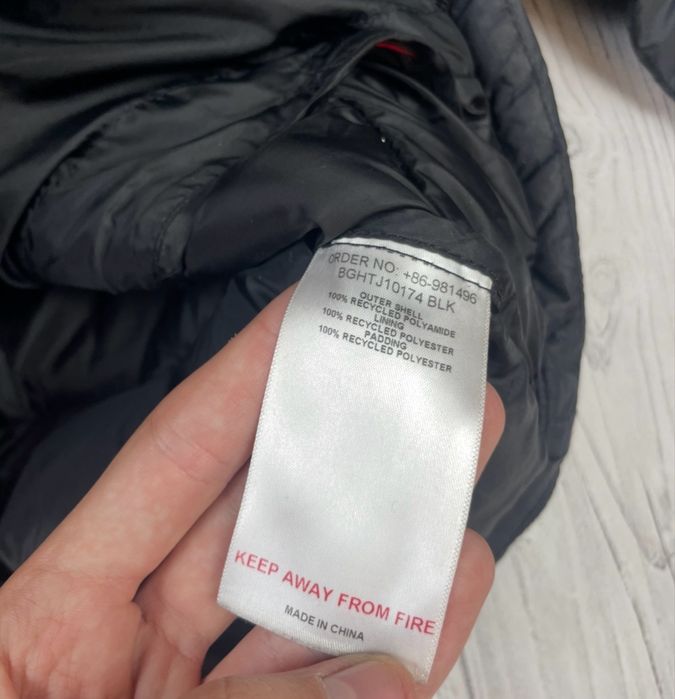 ORDER NO: +86-981496
BGHTJ10174 BLK
OUTER SHELL
100% RECYCLED POLYAMIDE
LINING
100% RECYCLED POLYESTER
PADDING
100% RECYCLED POLYESTER
KEEP AWAY FROM FIRE
MADE IN CHINA